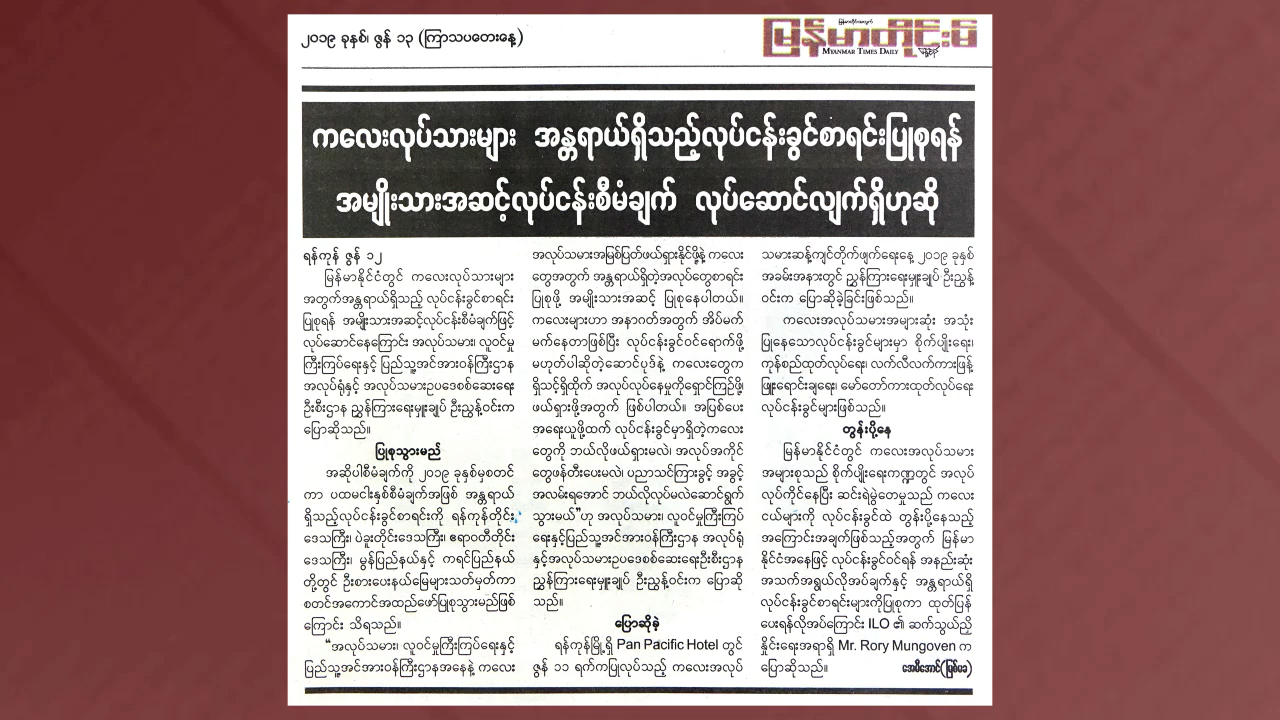 ၂၀၁၉ ခုနှစ်၊ ဇွန် ၁၃ (ကြာသပတေးနေ့)
မြန်မာတိုင်းမ်
MYANMAR TIMES DAILY
ကလေးလုပ်သားများ အန္တရာယ်ရှိသည့်လုပ်ငန်းခွင်စာရင်းပြုစုရန်
အမျိုးသားအဆင့်လုပ်ငန်းစီမံချက် လုပ်ဆောင်လျက်ရှိဟုဆို
ရန်ကုန် ဇွန် ၁၂
မြန်မာနိုင်ငံတွင် ကလေးလုပ်သားများ
အတွက်အန္တရာယ်ရှိသည့် လုပ်ငန်းခွင်စာရင်း
ပြုစုရန် အမျိုးသားအဆင့်လုပ်ငန်းစီမံချက်ဖြင့်
လုပ်ဆောင်နေကြောင်း အလုပ်သမား၊ လူဝင်မှု
ကြီးကြပ်ရေးနှင့် ပြည်သူ့အင်အားဝန်ကြီးဌာန
အလုပ်ရုံနှင့် အလုပ်သမားဥပဒေစစ်ဆေးရေး
ဦးစီးဌာန ညွှန်ကြားရေးမှူးချုပ် ဦးညွန့်ဝင်းက
ပြောဆိုသည်။
ပြုစုသွားမည်
အဆိုပါစီမံချက်ကို ၂၀၁၉ ခုနှစ်မှစတင်
ကာ ပထမငါးနှစ်စီမံချက်အဖြစ် အန္တရာယ်
ရှိသည့်လုပ်ငန်းခွင်စာရင်းကို ရန်ကုန်တိုင်း
ဒေသကြီး၊ ပဲခူးတိုင်းဒေသကြီး၊ ဧရာဝတီတိုင်း
ဒေသကြီး၊ မွန်ပြည်နယ်နှင့် ကရင်ပြည်နယ်
တို့တွင် ဦးစားပေးနယ်မြေများသတ်မှတ်ကာ
စတင်အကောင်အထည်ဖော်ပြုစုသွားမည်ဖြစ်
ကြောင်း သိရသည်။
“အလုပ်သမား၊ လူဝင်မှုကြီးကြပ်ရေးနှင့်
ပြည်သူ့အင်အားဝန်ကြီးဌာနအနေနဲ့ ကလေး
အလုပ်သမားအမြစ်ပြတ်ဖယ်ရှားနိုင်ဖို့နဲ့ ကလေး
တွေအတွက် အန္တရာယ်ရှိတဲ့အလုပ်တွေစာရင်း
ပြုစုဖို့ အမျိုးသားအဆင့် ပြုစုနေပါတယ်။
ကလေးများဟာ အနာဂတ်အတွက် အိပ်မက်
မက်နေတာဖြစ်ပြီး လုပ်ငန်းခွင်ဝင်ရောက်ဖို့
မဟုတ်ပါဆိုတဲ့ဆောင်ပုဒ်နဲ့ ကလေးတွေက
ရှိသင့်ရှိထိုက် အလုပ်လုပ်နေမှုကိုရှောင်ကြဉ်ဖို့၊
ဖယ်ရှားဖို့အတွက် ဖြစ်ပါတယ်။ အပြစ်ပေး
အရေးယူဖို့ထက် လုပ်ငန်းခွင်မှာရှိတဲ့ကလေး
တွေကို ဘယ်လိုဖယ်ရှားမလဲ၊ အလုပ်အကိုင်
တွေဖန်တီးပေးမလဲ၊ ပညာသင်ကြားခွင့် အခွင့်
အလမ်းရအောင် ဘယ်လိုလုပ်မလဲဆောင်ရွက်
သွားမယ်”ဟု အလုပ်သမား၊ လူဝင်မှုကြီးကြပ်
ရေးနှင့်ပြည်သူ့အင်အားဝန်ကြီးဌာန အလုပ်ရုံ
နှင့်အလုပ်သမားဥပဒေစစ်ဆေးရေးဦးစီးဌာန
ညွှန်ကြားရေးမှူးချုပ် ဦးညွန့်ဝင်းက ပြောဆို
သည်။
ပြောဆိုခဲ့
ရန်ကုန်မြို့ရှိ Pan Pacific Hotel တွင်
ဇွန် ၁၁ ရက်ကပြုလုပ်သည့် ကလေးအလုပ်
သမားဆန့်ကျင်တိုက်ဖျက်ရေးနေ့ ၂၀၁၉ ခုနှစ်
အခမ်းအနားတွင် ညွှန်ကြားရေးမှူးချုပ် ဦးညွန့်
ဝင်းက ပြောဆိုခဲ့ခြင်းဖြစ်သည်။
ကလေးအလုပ်သမားအများဆုံး အသုံး
ပြုနေသောလုပ်ငန်းခွင်များမှာ စိုက်ပျိုးရေး၊
ကုန်စည်ထုတ်လုပ်ရေး၊ လက်လီလက်ကားဖြန့်
ဖြူးရောင်းချရေး၊ မော်တော်ကားထုတ်လုပ်ရေး
လုပ်ငန်းခွင်များဖြစ်သည်။
တွန်းပို့နေ
မြန်မာနိုင်ငံတွင် ကလေးအလုပ်သမား
အများစုသည် စိုက်ပျိုးရေးကဏ္ဍတွင် အလုပ်
လုပ်ကိုင်နေပြီး ဆင်းရဲမွဲတေမှုသည် ကလေး
ငယ်များကို လုပ်ငန်းခွင်ထဲ တွန်းပို့နေသည့်
အကြောင်းအချက်ဖြစ်သည့်အတွက် မြန်မာ
နိုင်ငံအနေဖြင့် လုပ်ငန်းခွင်ဝင်ရန် အနည်းဆုံး
အသက်အရွယ်လိုအပ်ချက်နှင့် အန္တရာယ်ရှိ
လုပ်ငန်းခွင်စာရင်းများကိုပြုစုကာ ထုတ်ပြန်
ပေးရန်လိုအပ်ကြောင်း ILO ၏ ဆက်သွယ်ညှိ
နှိုင်းရေးအရာရှိ Mr. Rory Mungoven က
ပြောဆိုသည်။